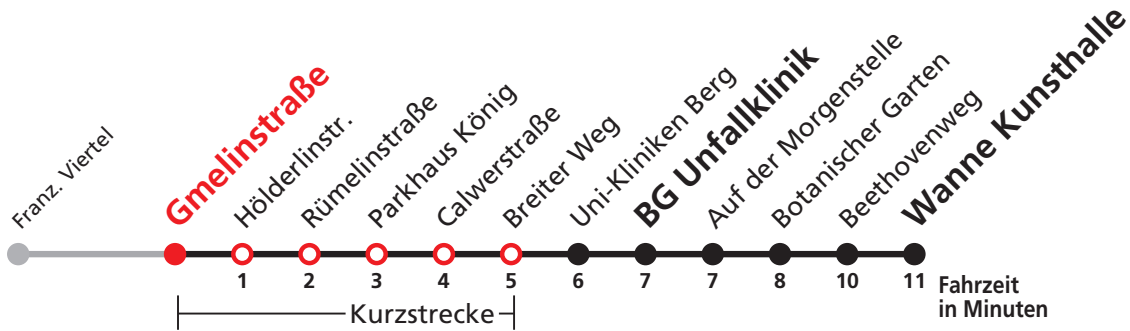 Franz. Viertel
Gmelinstraße
Hölderlinstr.
Rümelinstraße
Parkhaus König
Calwerstraße
Breiter Weg
Uni-Kliniken Berg
BG Unfallklinik
Auf der Morgenstelle
Botanischer Garten
Beethovenweg
Wanne Kunsthalle
1 2 3 4 5 6 7 7 8 10 11 Fahrzeit
in Minuten
Kurzstrecke